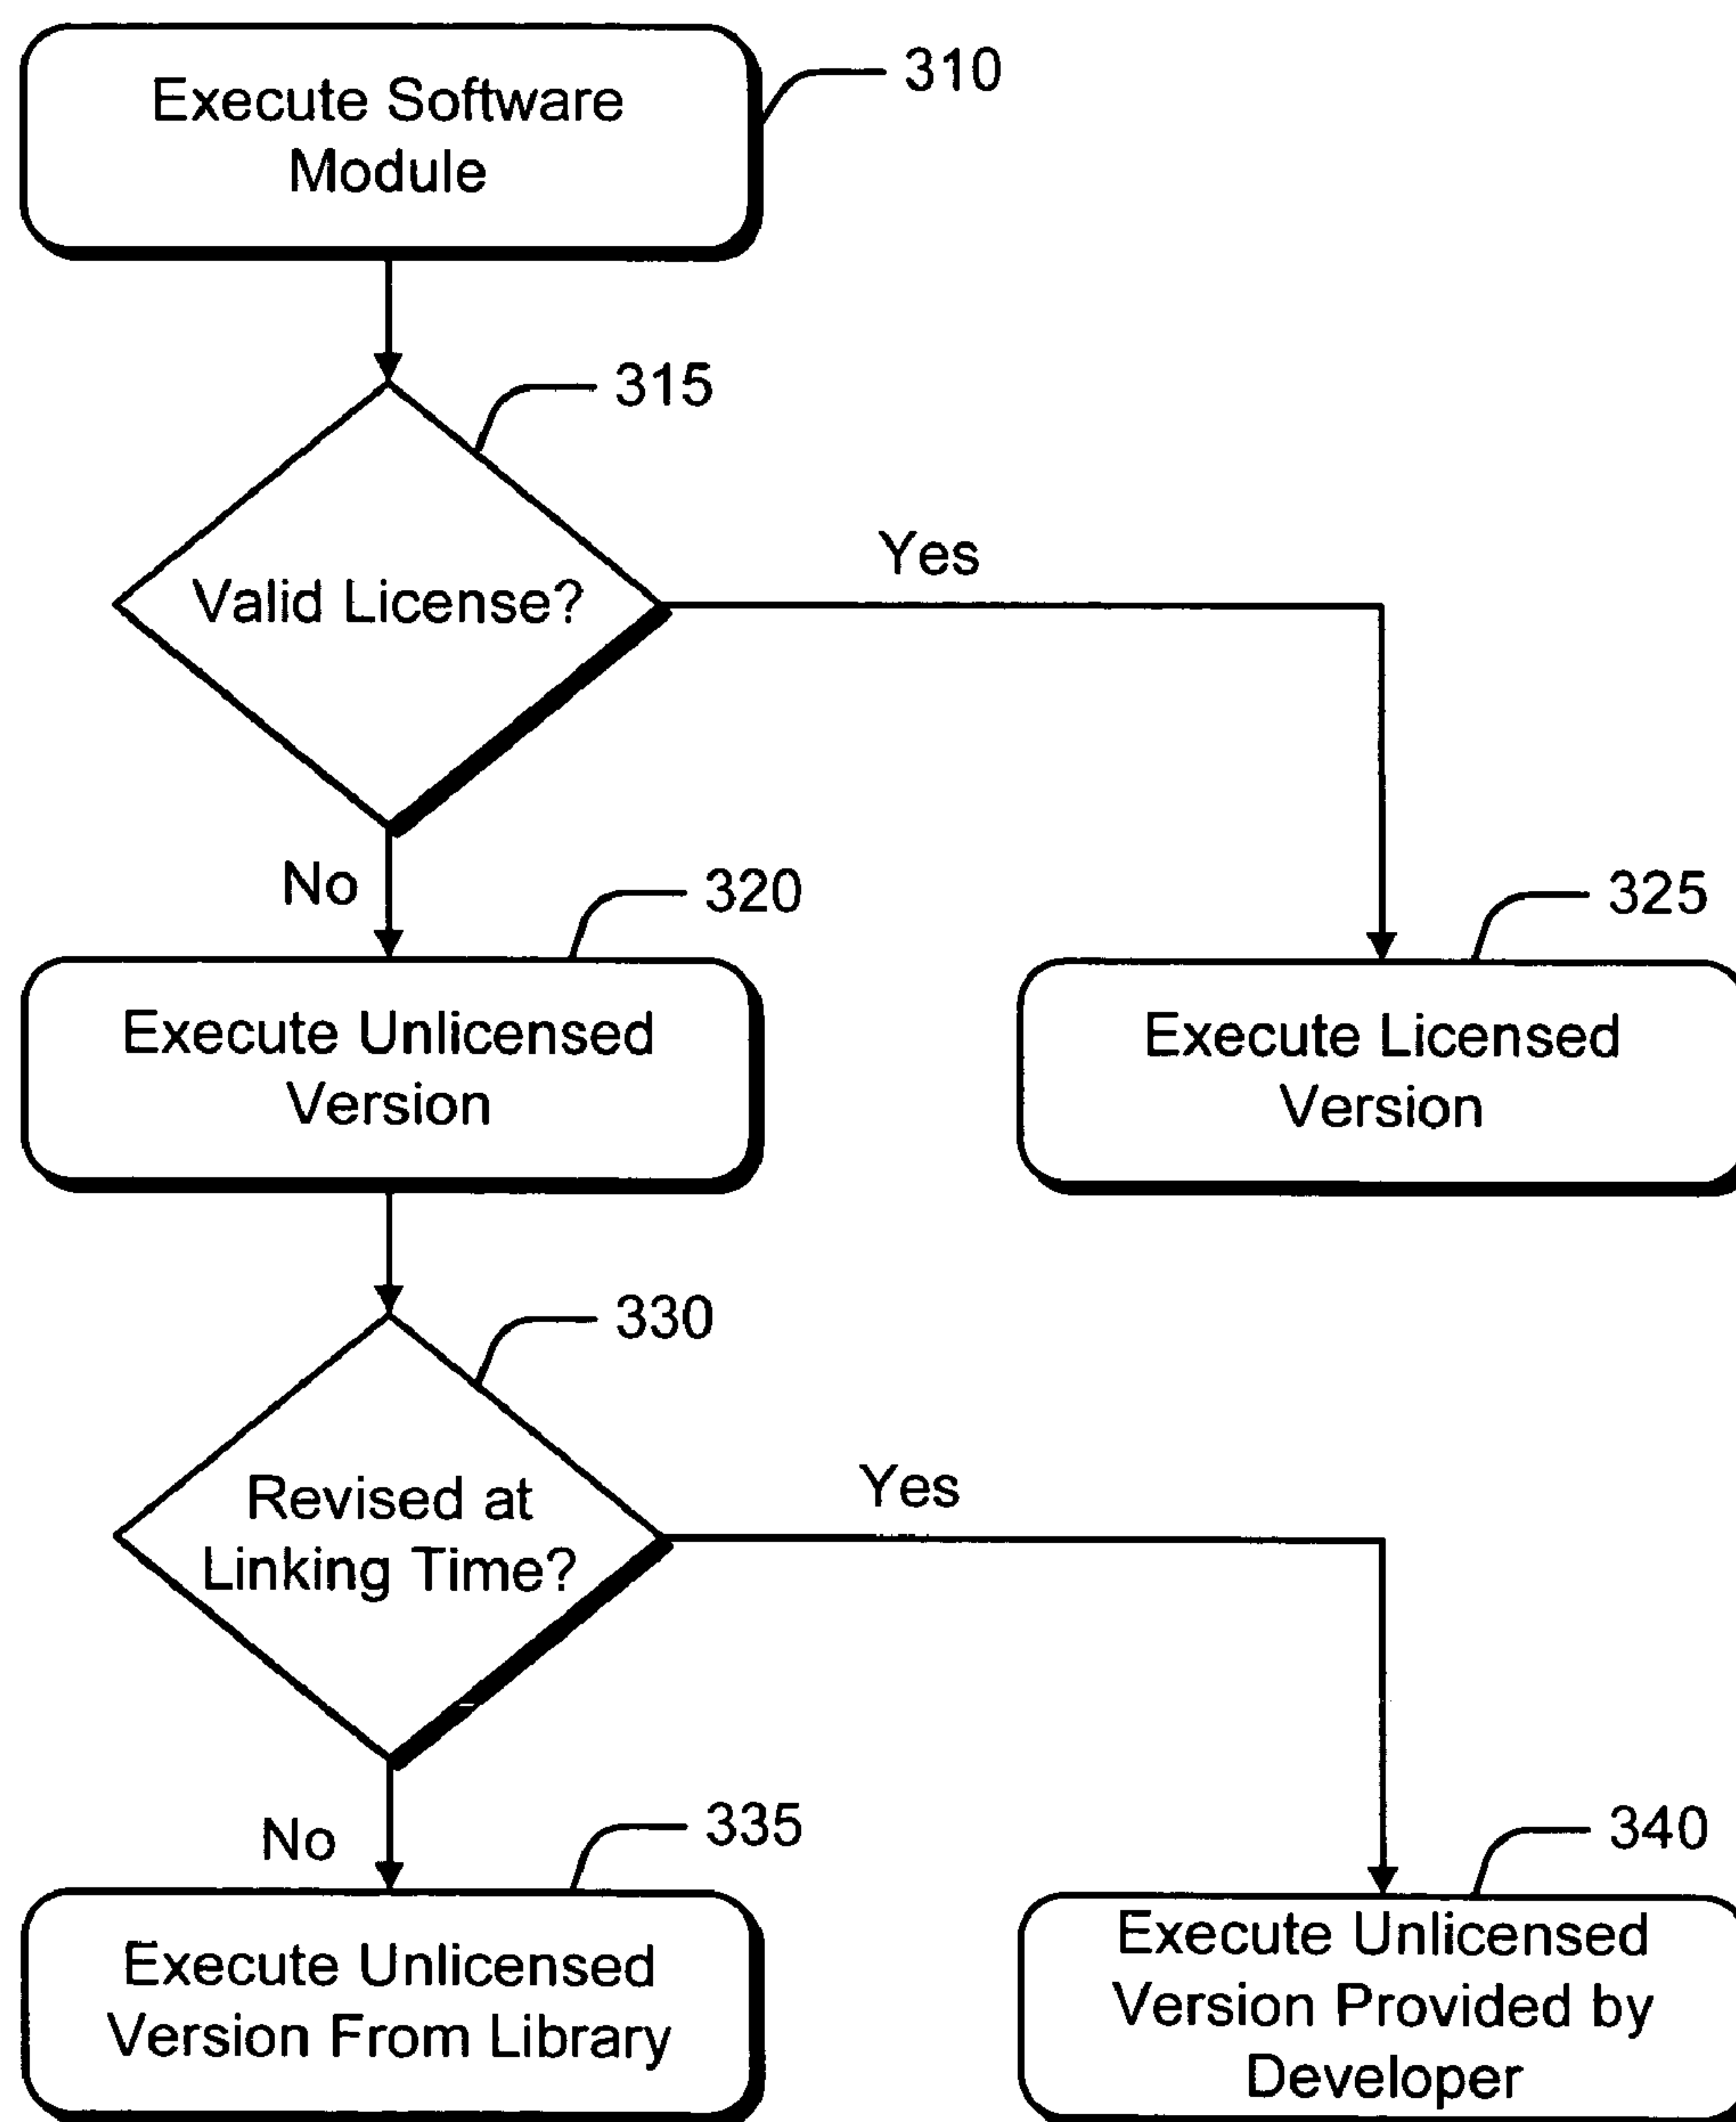 Execute Software
Module
310
315
Valid License?
Yes
No
320
325
Execute Unlicensed
Version
Execute Licensed
Version
330
Revised at
Linking Time?
Yes
No
335
340
Execute Unlicensed
Version From Library
Execute Unlicensed
Version Provided by
Developer